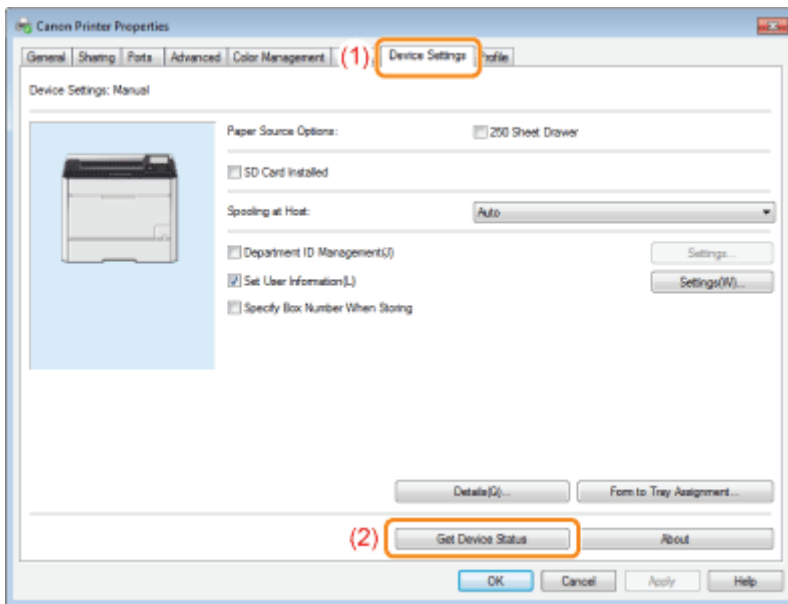 Canon Printer Properties
General Sharing Ports Advanced Color Management (1) Device Settings Profile
Device Settings: Manual
Paper Source Options: 250 Sheet Drawer
SD Card Installed
Spooling at Host: Auto
Department ID Management(J) Settings...
Set User Information(L) Settings(W)...
Specify Box Number When Storing
Details(Q)... Form to Tray Assignment...
(2) Get Device Status About
OK Cancel Apply Help